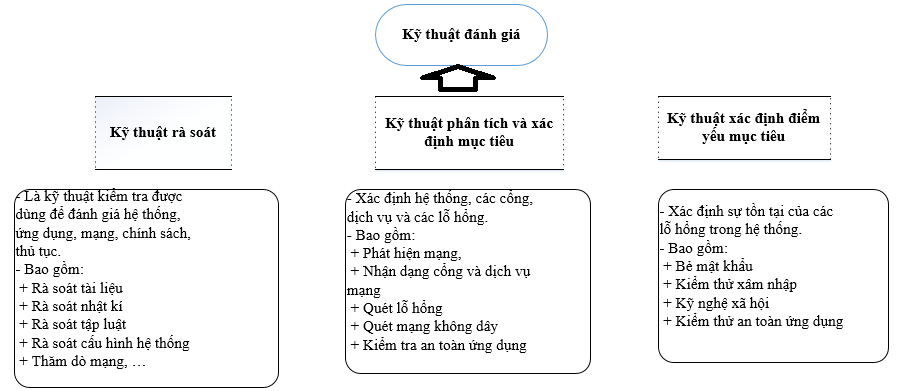 Kỹ thuật đánh giá
Kỹ thuật rà soát
Kỹ thuật phân tích và xác
định mục tiêu
Kỹ thuật xác định điểm
yếu mục tiêu
- Là kỹ thuật kiểm tra được
dùng để đánh giá hệ thống,
ứng dụng, mạng, chính sách,
thủ tục.
- Bao gồm:
+ Rà soát tài liệu
+ Rà soát nhật kí
+ Rà soát tập luật
+ Rà soát cấu hình hệ thống
+ Thăm dò mạng, …
- Xác định hệ thống, các cổng,
dịch vụ và các lỗ hổng.
- Bao gồm:
+ Phát hiện mạng,
+ Nhận dạng cổng và dịch vụ
mạng
+ Quét lỗ hổng
+ Quét mạng không dây
+ Kiểm tra an toàn ứng dụng
- Xác định sự tồn tại của các
lỗ hổng trong hệ thống.
- Bao gồm:
+ Bẻ mật khẩu
+ Kiểm thử xâm nhập
+ Kỹ nghệ xã hội
+ Kiểm thử an toàn ứng dụng